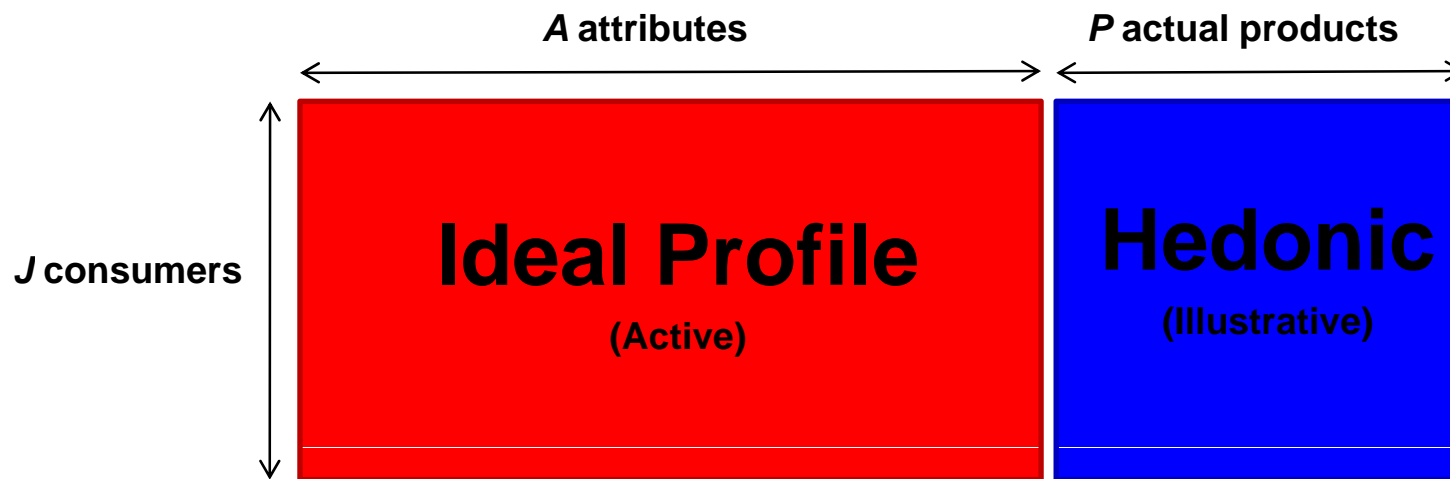 A attributes
P actual products
J consumers
Ideal Profile
(Active)
Hedonic
(Illustrative)